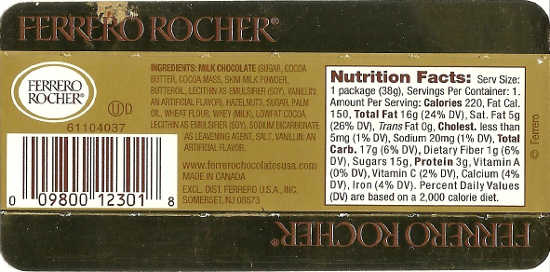 FERRERO ROCHER®
FERRERO
ROCHER®
UD
61104037
0 09800 12301 8
INGREDIENTS: MILK CHOCOLATE (SUGAR, COCOA
BUTTER, COCOA MASS, SKIM MILK POWDER,
BUTTEROIL, LECITHIN AS EMULSIFIER (SOY), VANILLIN:
AN ARTIFICIAL FLAVOR), HAZELNUTS, SUGAR, PALM
OIL, WHEAT FLOUR, WHEY (MILK), LOWFAT COCOA,
LECITHIN AS EMULSIFIER (SOY), SODIUM BICARBONATE
AS LEAVENING AGENT, SALT, VANILLIN: AN
ARTIFICIAL FLAVOR.
www.ferrerochocolatesusa.com
MADE IN CANADA
EXCL. DIST. FERRERO U.S.A., INC.
SOMERSET, NJ 08873
Nutrition Facts: Serv Size:
1 package (38g), Servings Per Container: 1.
Amount Per Serving: Calories 220, Fat Cal.
150, Total Fat 16g (24% DV), Sat. Fat 5g
(26% DV), Trans Fat 0g, Cholest. less than
5mg (1% DV), Sodium 20mg (1% DV), Total
Carb. 17g (6% DV), Dietary Fiber 1g (6%
DV), Sugars 15g, Protein 3g, Vitamin A
(0% DV), Vitamin C (2% DV), Calcium (4%
DV), Iron (4% DV). Percent Daily Values
(DV) are based on a 2,000 calorie diet.
FERRERO ROCHER®